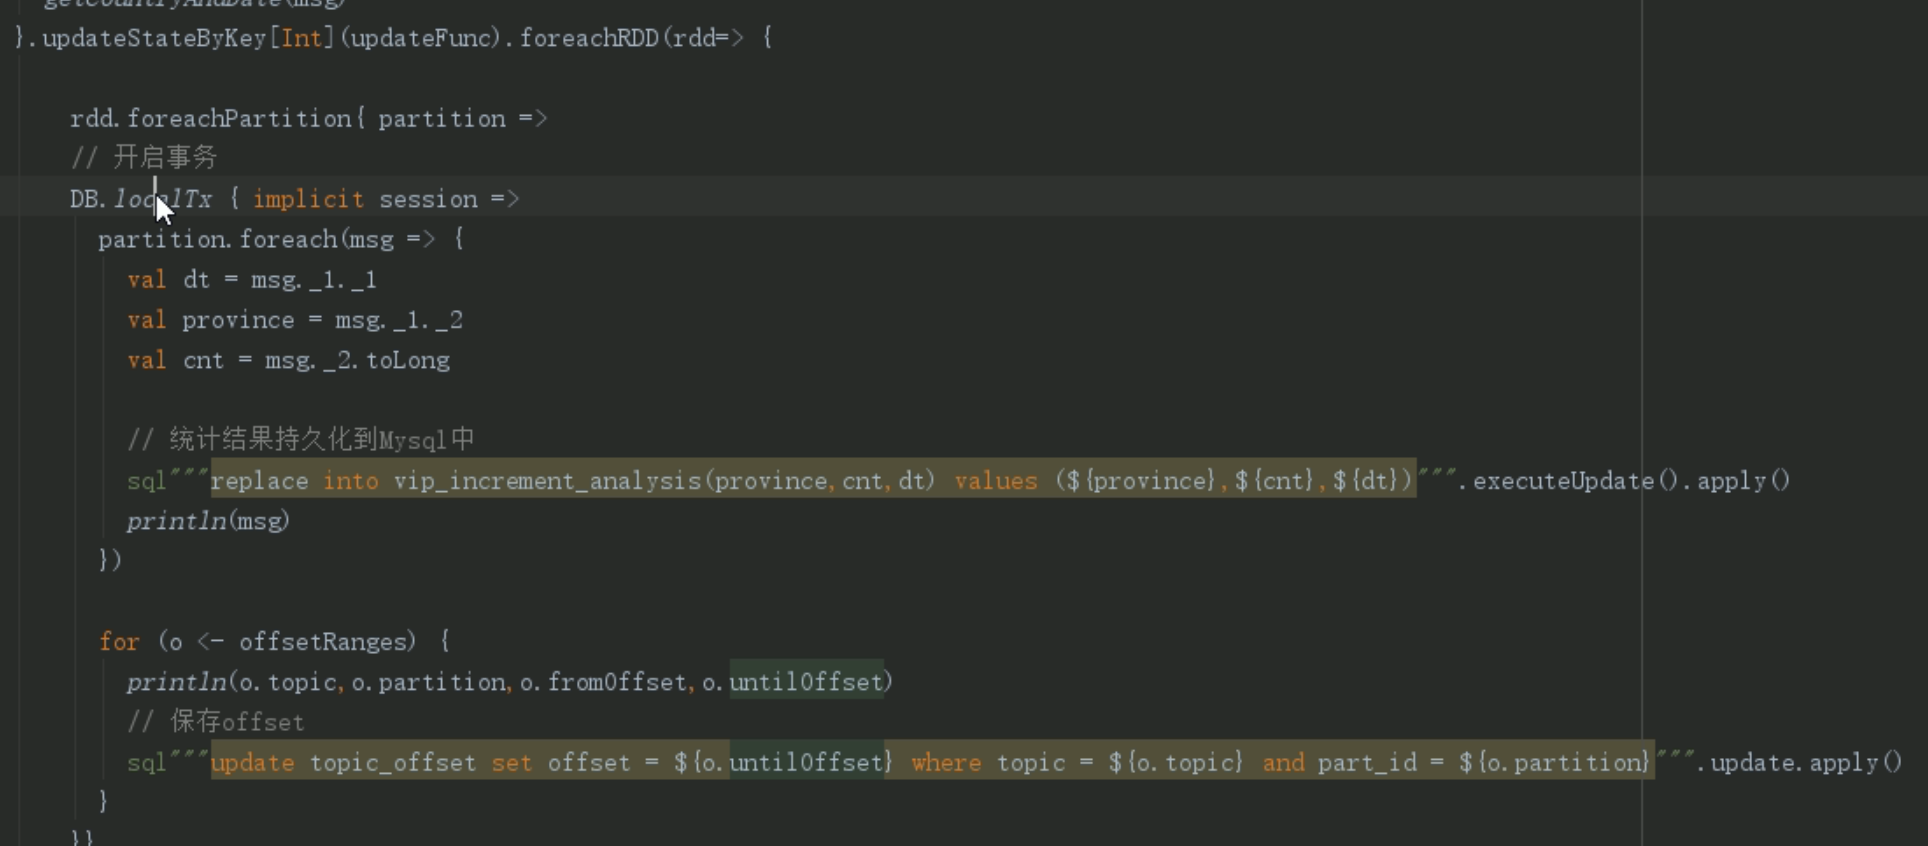 getCountryAndDate(msg)
}.updateStateByKey[Int](updateFunc).foreachRDD(rdd=> {
rdd.foreachPartition{ partition =>
// 开启事务
DB.localTx { implicit session =>
partition.foreach(msg => {
val dt = msg._1._1
val province = msg._1._2
val cnt = msg._2.toLong
// 统计结果持久化到Mysql中
sql"""replace into vip_increment_analysis(province,cnt,dt) values (${province},${cnt},${dt})""".executeUpdate().apply()
println(msg)
})
for (o <- offsetRanges) {
println(o.topic,o.partition,o.fromOffset,o.untilOffset)
// 保存offset
sql"""update topic_offset set offset = ${o.untilOffset} where topic = ${o.topic} and part_id = ${o.partition}""".update.apply()
}
}}